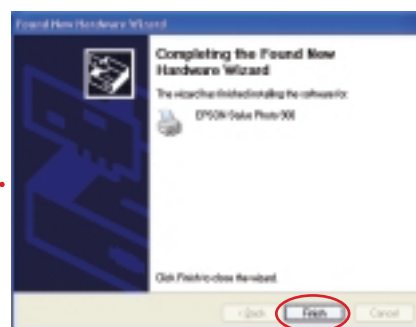 Found New Hardware Wizard
Completing the Found New
Hardware Wizard
The wizard has finished installing the software for:
EPSON Stylus Photo 900
Click Finish to close the wizard.
< Back
Finish
Cancel